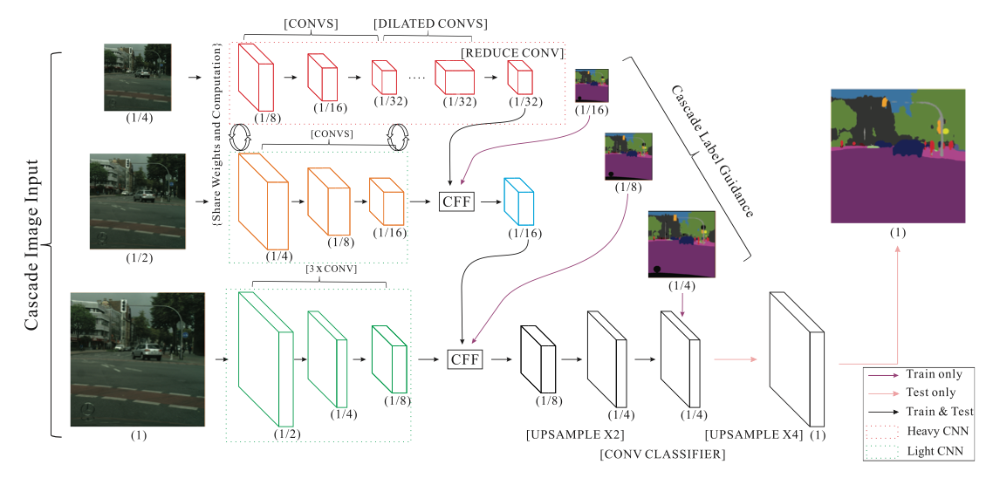 [CONVS]
[DILATED CONVS]
[REDUCE CONV]
(1/4)
(1/8)
(1/16)
(1/32)
(1/32)
(1/32)
(1/16)
Cascade Image Input
{Share Weights and Computation}
Cascade Label Guidance
[CONVS]
(1/2)
(1/4)
(1/8)
(1/16)
CFF
(1/16)
(1/8)
(1)
[3 X CONV]
(1/4)
(1)
(1/2)
(1/4)
(1/8)
CFF
(1/8)
(1/4)
(1/4)
(1)
[UPSAMPLE X2]
[UPSAMPLE X4]
[CONV CLASSIFIER]
Train only
Test only
Train & Test
Heavy CNN
Light CNN